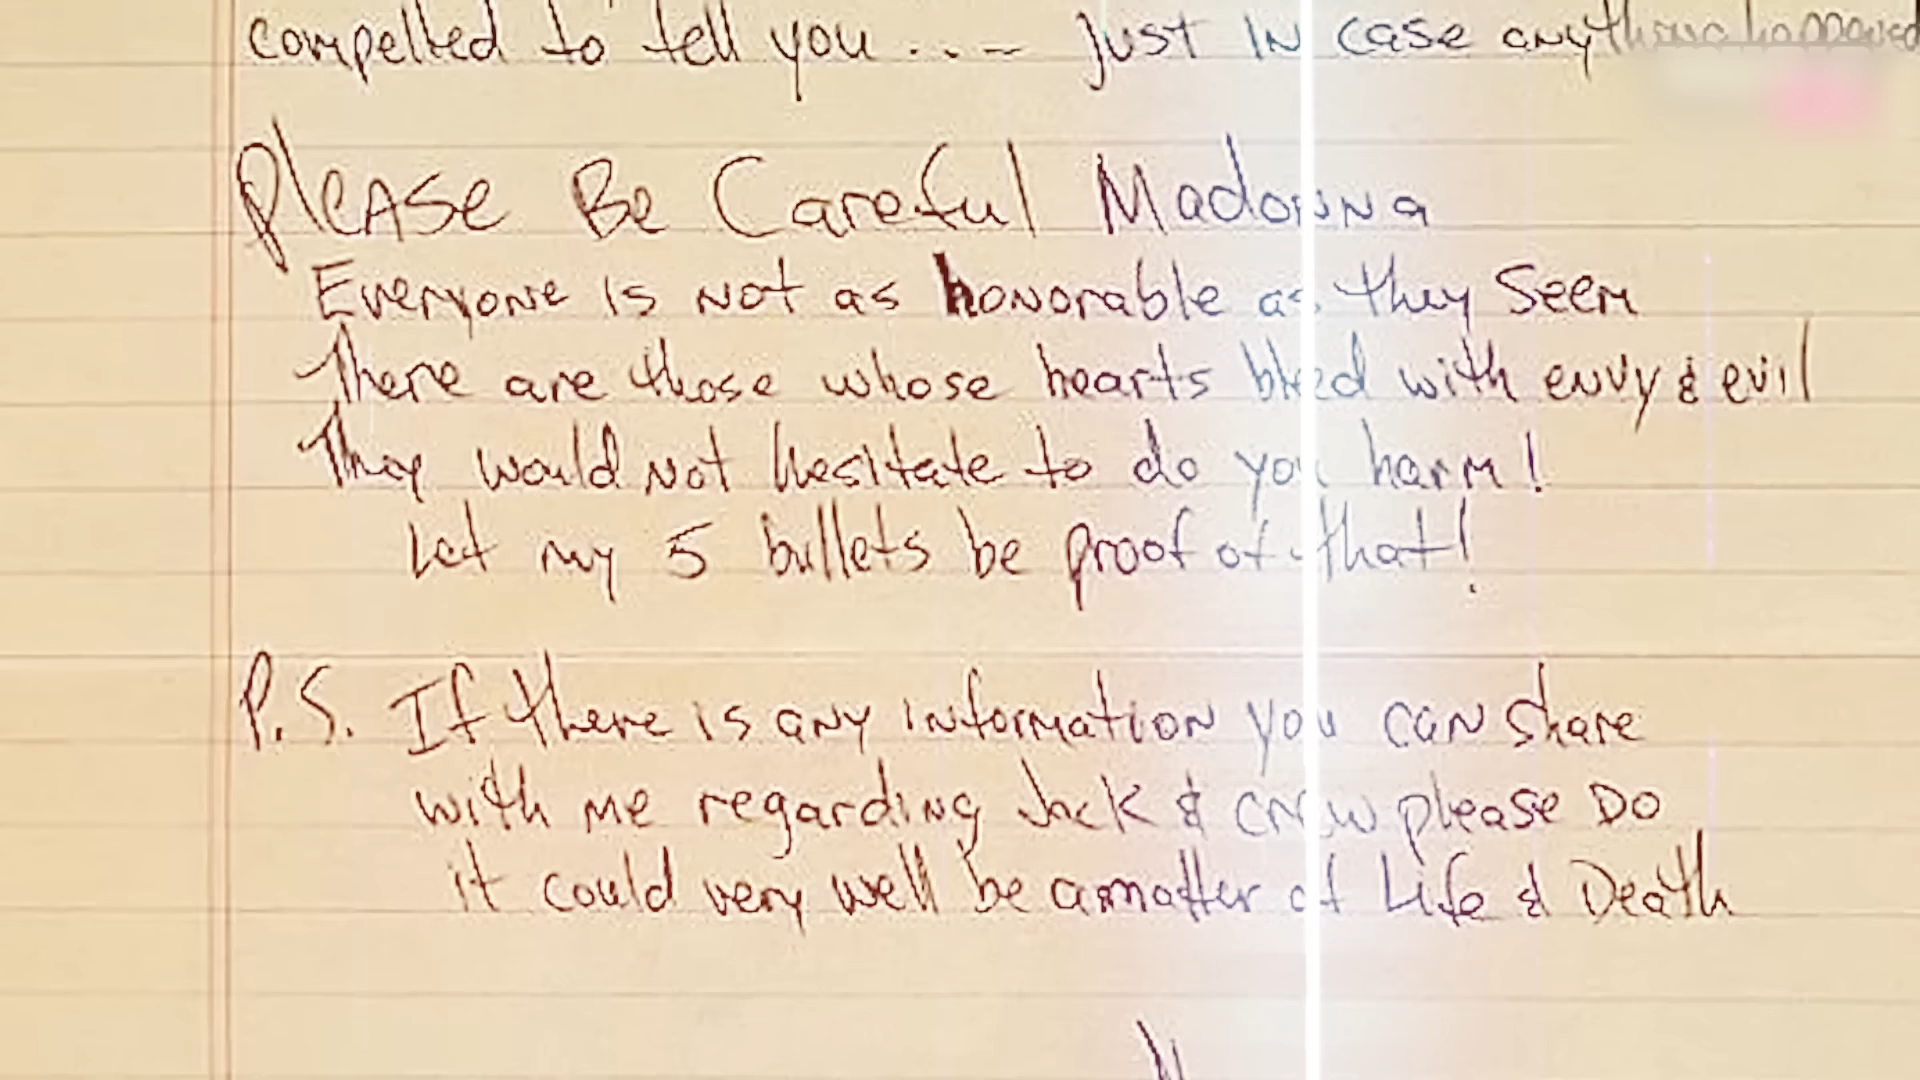 compelled to tell you .... Just IN case anything happened
PleASe Be Careful Madonna
Everyone is Not as honorable as they Seem
There are those whose hearts bleed with envy & evil
They would Not hesitate to do you harm!
Let my 5 bullets be proof of that!
P.S. If there is any information you can share
with me regarding Jack & crew please Do
it could very well be a matter of Life & Death